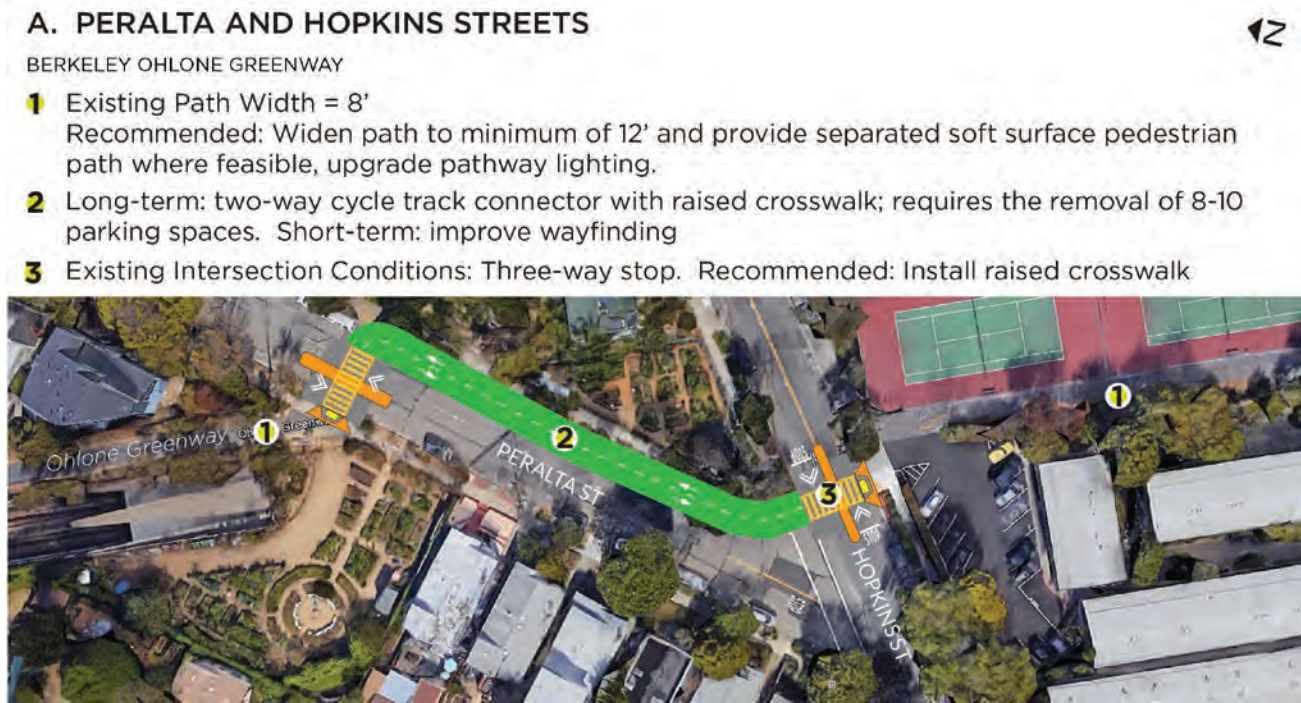 A. PERALTA AND HOPKINS STREETS
N
BERKELEY OHLONE GREENWAY
1 Existing Path Width = 8'
Recommended: Widen path to minimum of 12' and provide separated soft surface pedestrian
path where feasible, upgrade pathway lighting.
2 Long-term: two-way cycle track connector with raised crosswalk; requires the removal of 8-10
parking spaces. Short-term: improve wayfinding
3 Existing Intersection Conditions: Three-way stop. Recommended: Install raised crosswalk
1
Ohlone Greenway
1
2
PERALTA ST
STOP
3
HOPKINS ST